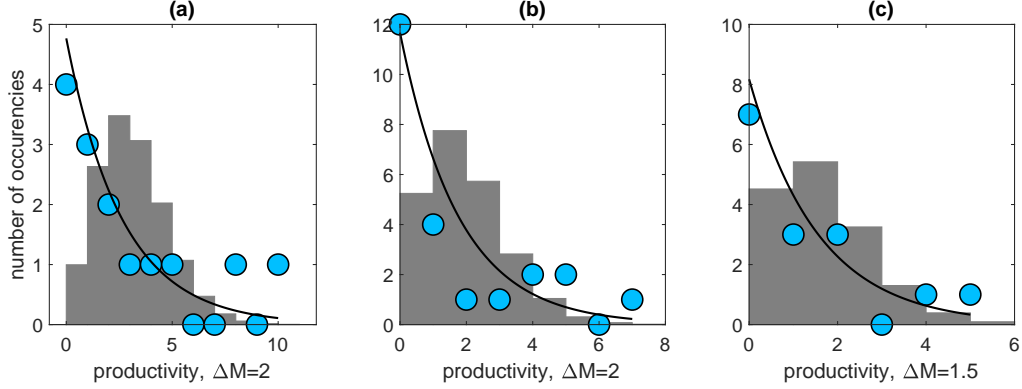 (a)
5
4
3
2
1
0
0 5 10
number of occurencies
productivity, ΔM=2
(b)
12
10
8
6
4
2
0
0 2 4 6 8
productivity, ΔM=2
(c)
10
8
6
4
2
0
0 2 4 6
productivity, ΔM=1.5